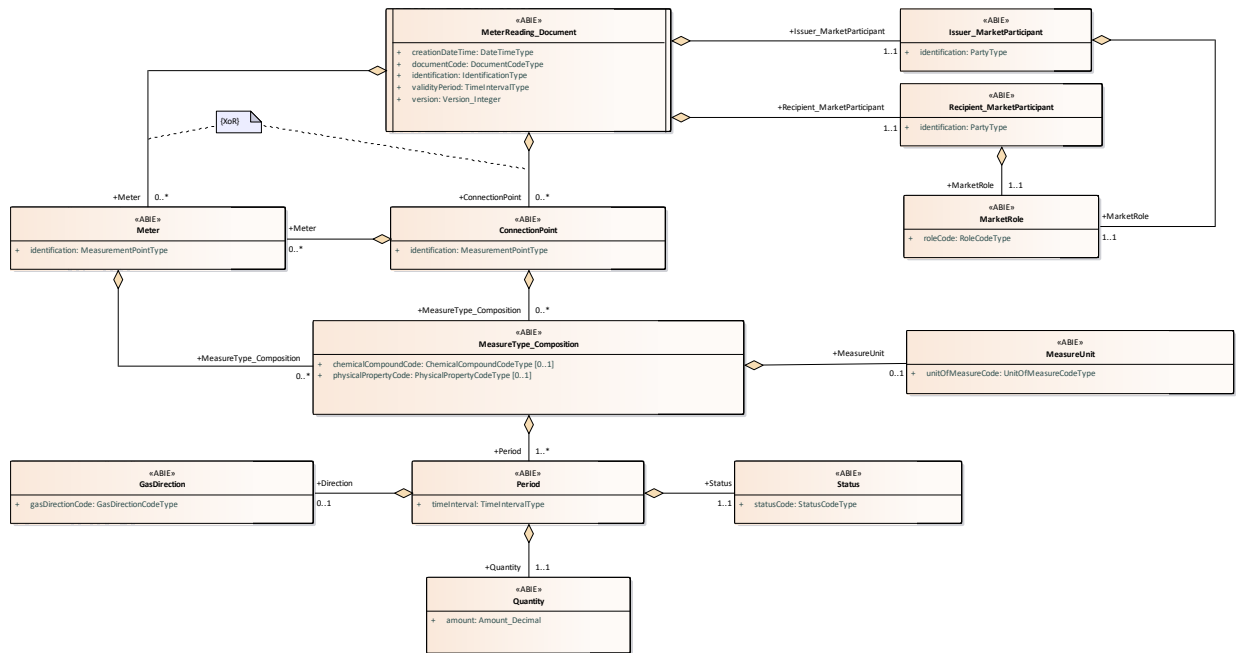 «ABIE»
MeterReading_Document
+ creationDateTime: DateTimeType
+ documentCode: DocumentCodeType
+ identification: IdentificationType
+ validityPeriod: TimeIntervalType
+ version: Version_Integer
+Issuer_MarketParticipant
1..1
«ABIE»
Issuer_MarketParticipant
+ identification: PartyType
+Recipient_MarketParticipant
1..1
«ABIE»
Recipient_MarketParticipant
+ identification: PartyType
{XoR}
+Meter 0..*
+ConnectionPoint 0..*
+MarketRole 1..1
«ABIE»
Meter
+ identification: MeasurementPointType
+Meter
0..*
«ABIE»
ConnectionPoint
+ identification: MeasurementPointType
«ABIE»
MarketRole
+ roleCode: RoleCodeType
+MarketRole
1..1
+MeasureType_Composition 0..*
+MeasureType_Composition
0..*
«ABIE»
MeasureType_Composition
+ chemicalCompoundCode: ChemicalCompoundCodeType [0..1]
+ physicalPropertyCode: PhysicalPropertyCodeType [0..1]
+MeasureUnit
0..1
«ABIE»
MeasureUnit
+ unitOfMeasureCode: UnitOfMeasureCodeType
+Period 1..*
«ABIE»
GasDirection
+ gasDirectionCode: GasDirectionCodeType
+Direction
0..1
«ABIE»
Period
+ timeInterval: TimeIntervalType
+Status
1..1
«ABIE»
Status
+ statusCode: StatusCodeType
+Quantity 1..1
«ABIE»
Quantity
+ amount: Amount_Decimal